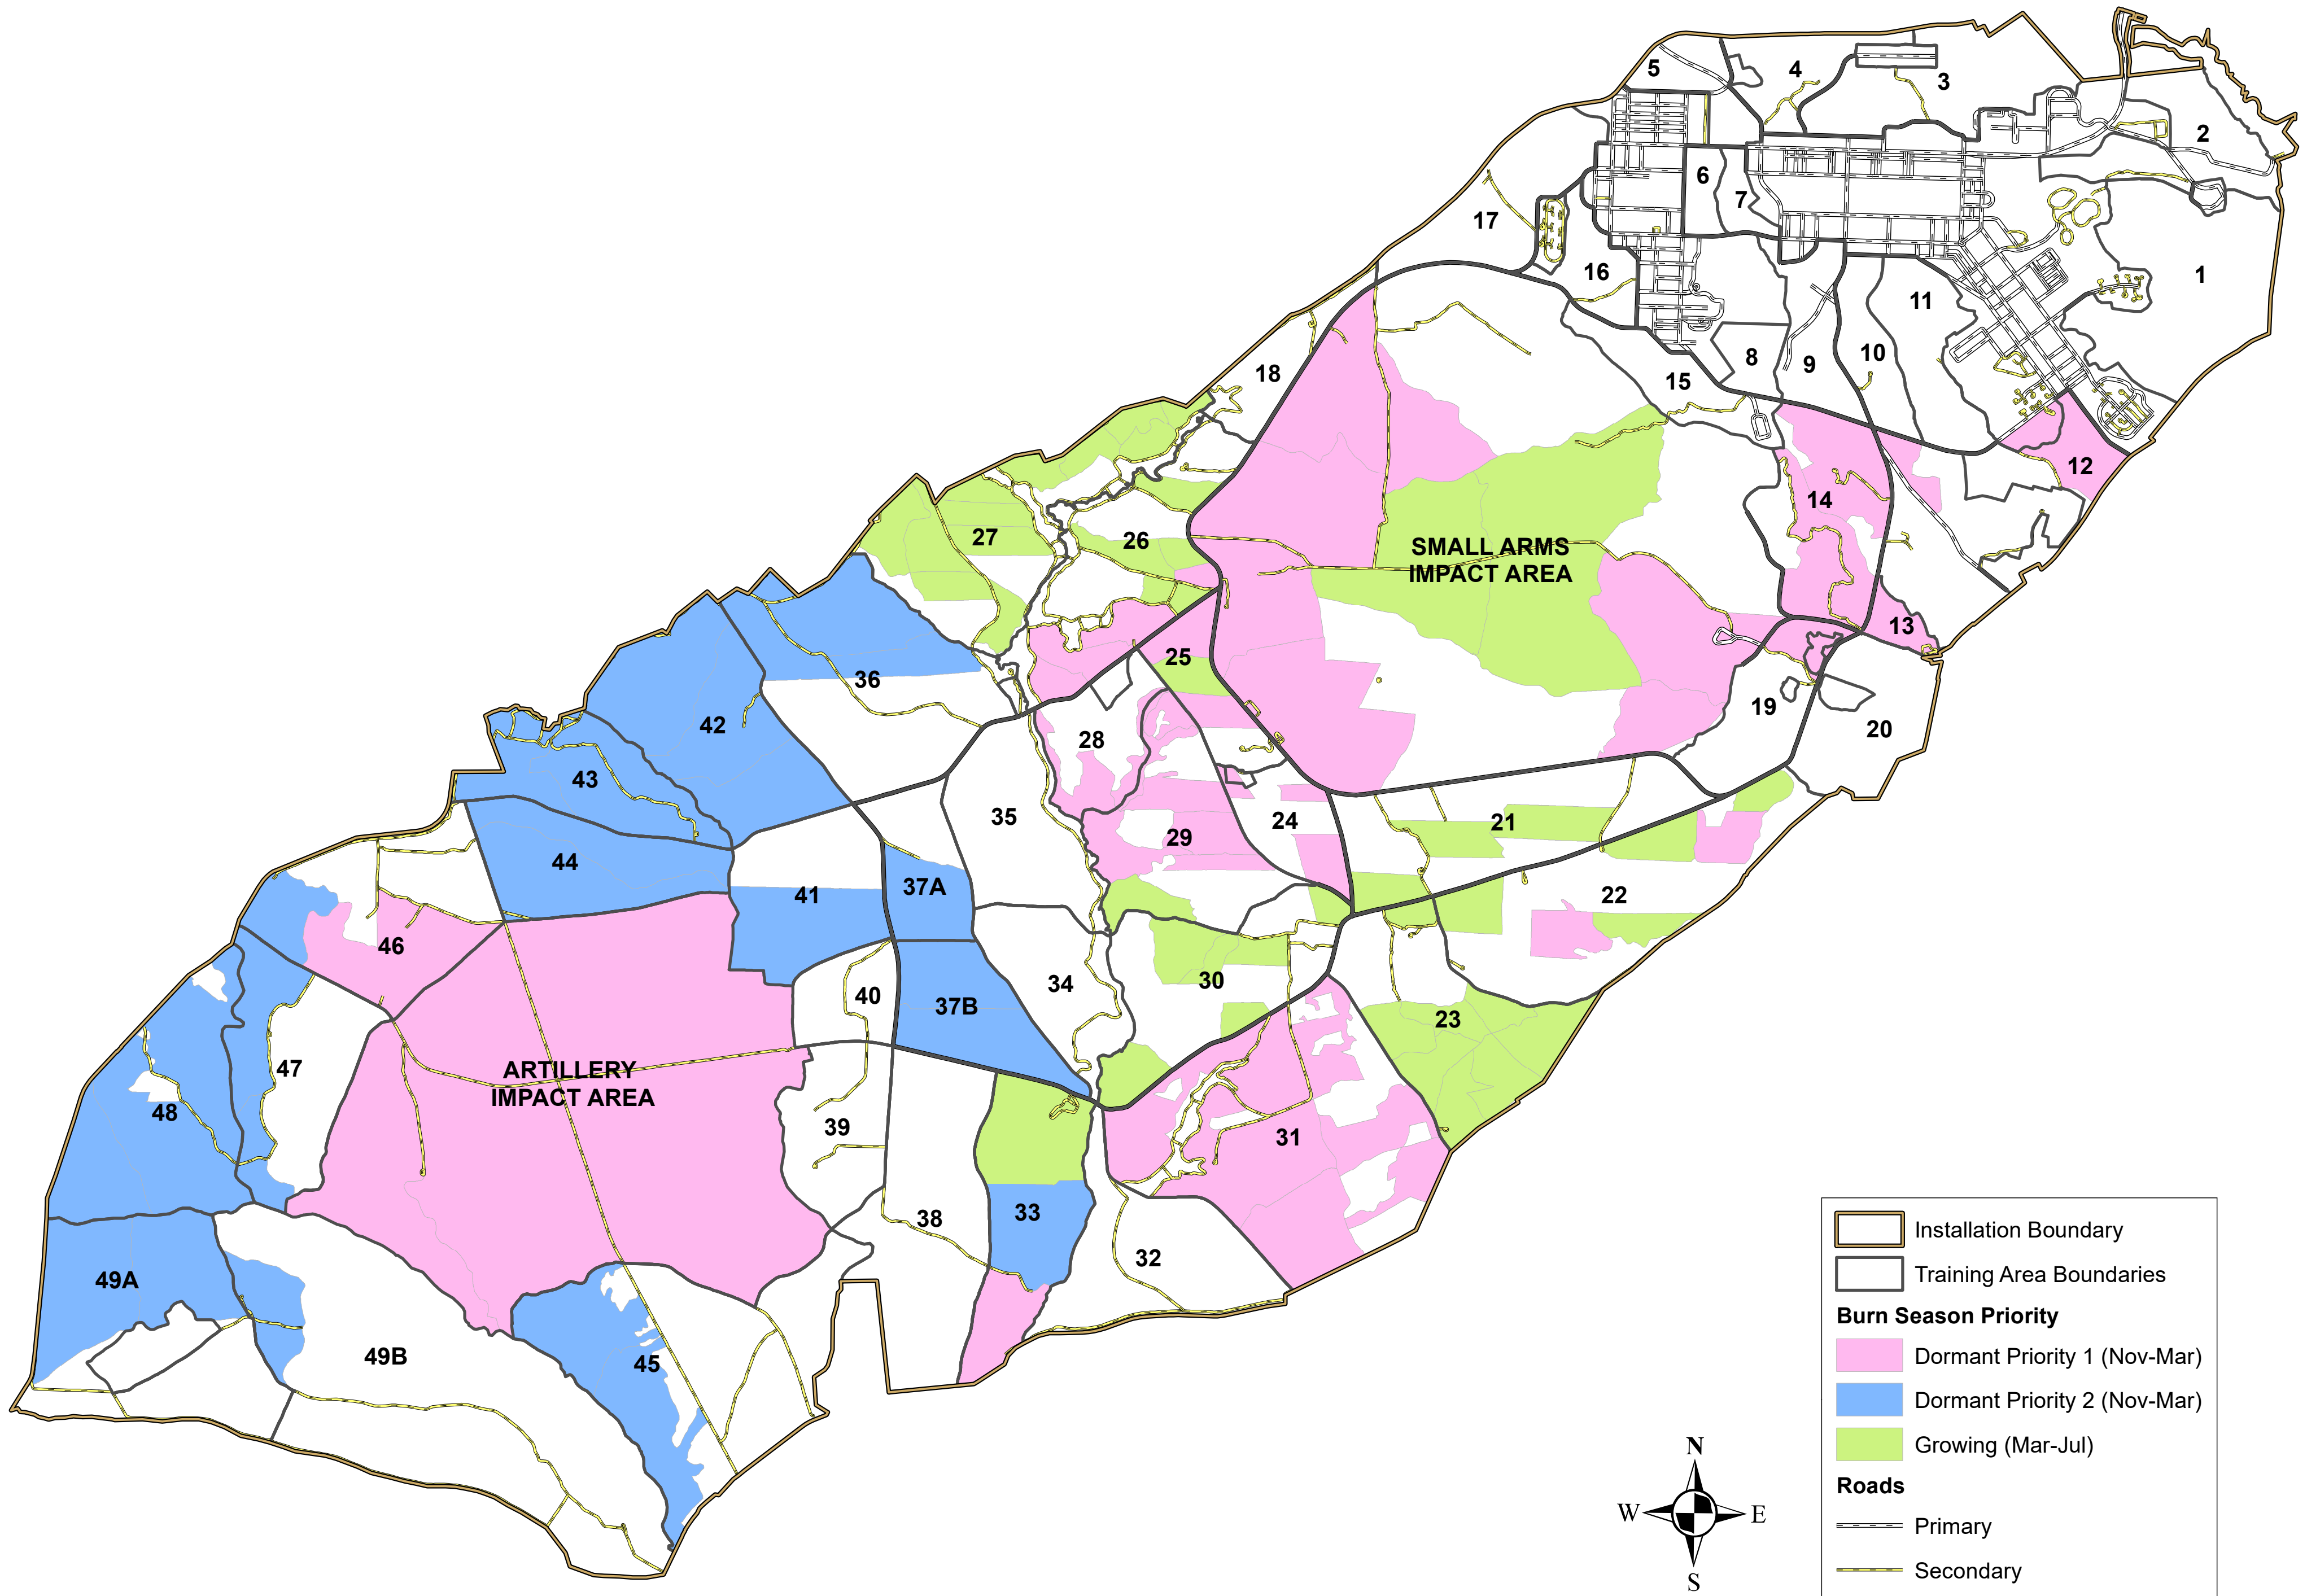 5
4
3
2
6
7
17
16
1
11
8
9
10
15
18
12
14
27
26
SMALL ARMS
IMPACT AREA
13
25
36
19
20
42
28
43
35
24
21
29
44
37A
41
22
46
30
34
40
37B
23
47
ARTILLERY
IMPACT AREA
48
39
31
38
33
32
49A
49B
45
Installation Boundary
Training Area Boundaries
Burn Season Priority
Dormant Priority 1 (Nov-Mar)
Dormant Priority 2 (Nov-Mar)
Growing (Mar-Jul)
Roads
Primary
Secondary
N
W
E
S